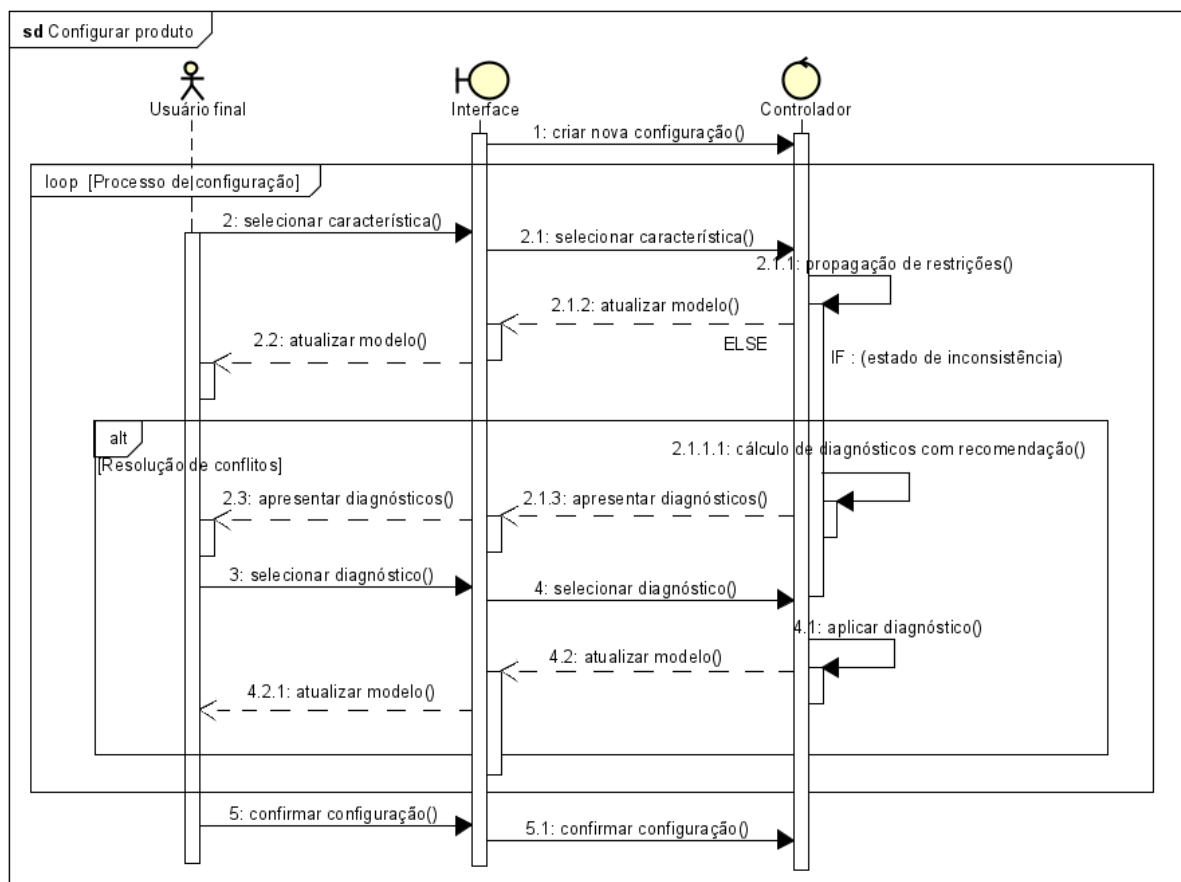 sd Configurar produto
Usuário final
Interface
Controlador
1: criar nova configuração()
loop [Processo de configuração]
2: selecionar característica()
2.1: selecionar característica()
2.1.1: propagação de restrições()
2.1.2: atualizar modelo()
2.2: atualizar modelo()
ELSE
IF : (estado de inconsistência)
alt
[Resolução de conflitos]
2.1.1.1: cálculo de diagnósticos com recomendação()
2.3: apresentar diagnósticos()
2.1.3: apresentar diagnósticos()
3: selecionar diagnóstico()
4: selecionar diagnóstico()
4.1: aplicar diagnóstico()
4.2: atualizar modelo()
4.2.1: atualizar modelo()
5: confirmar configuração()
5.1: confirmar configuração()